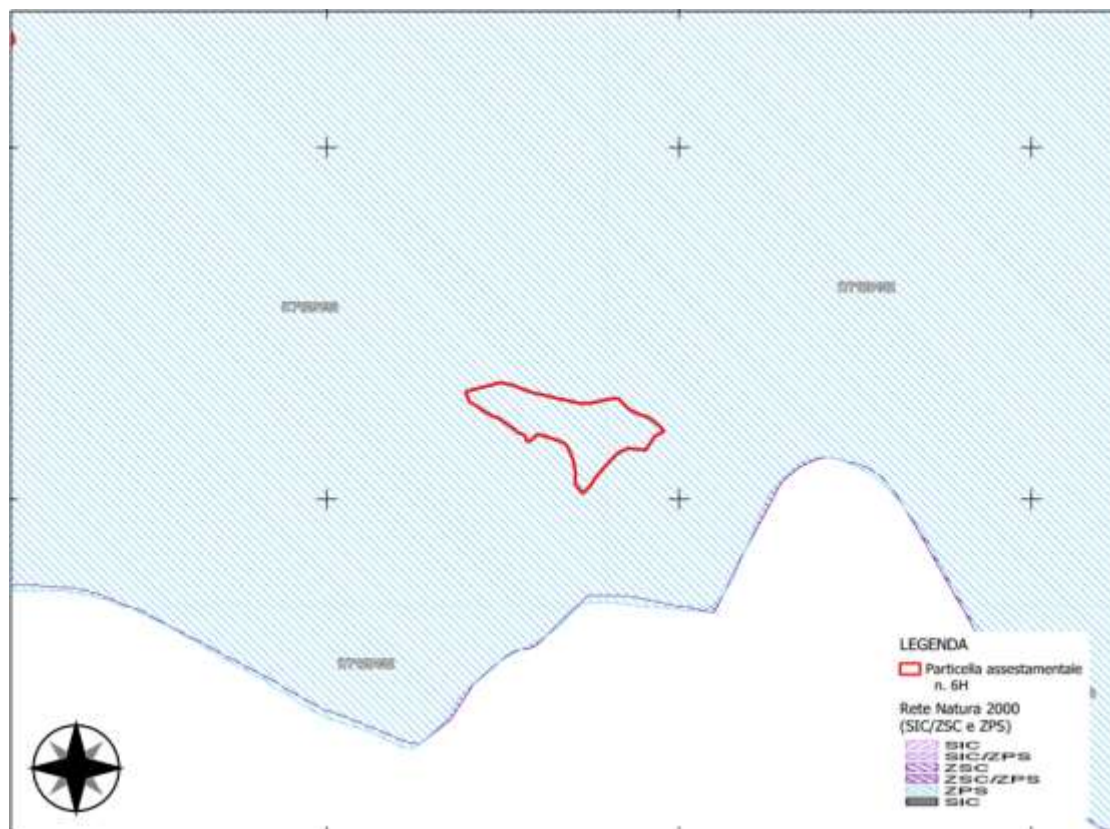 LEGENDA
Particella assestamentale
n. 6H
Rete Natura 2000
(SIC/ZSC e ZPS)
SIC
SIC/ZPS
ZSC
ZSC/ZPS
ZPS
SIC